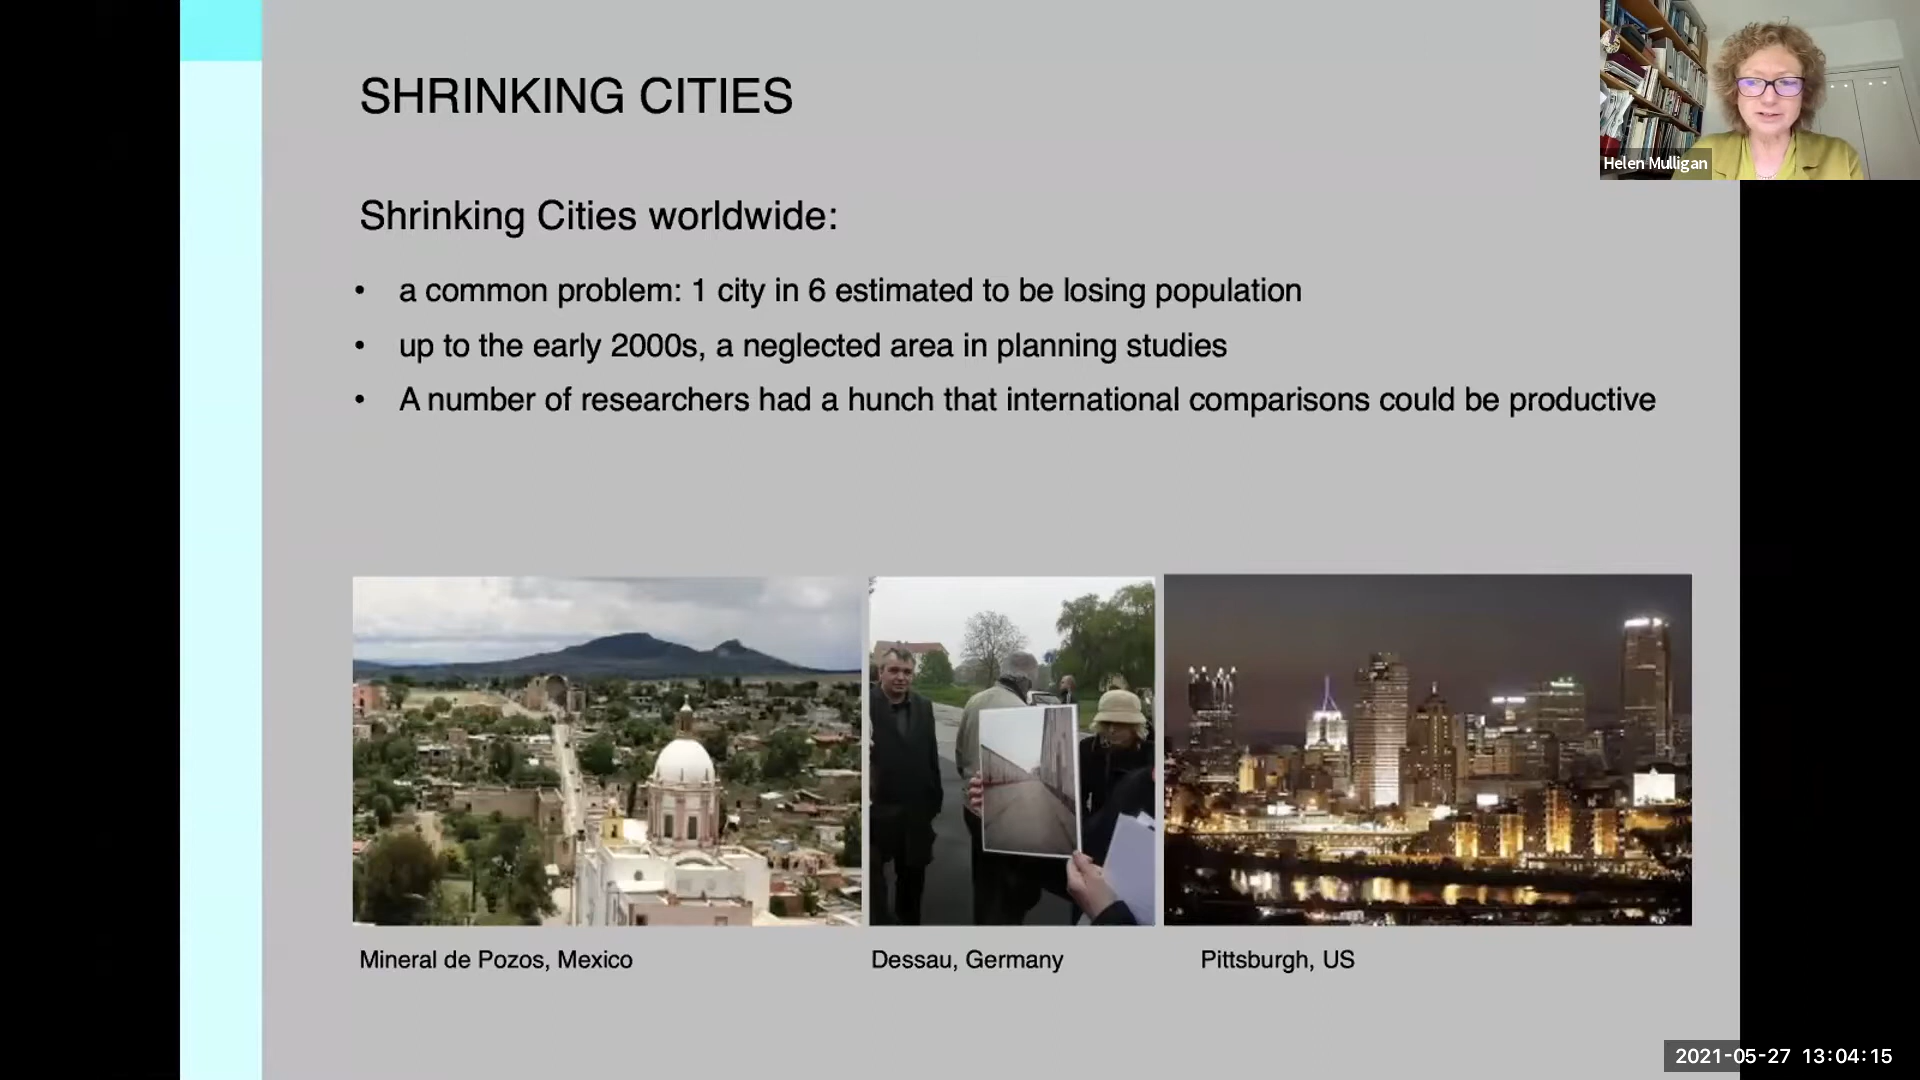 SHRINKING CITIES
Helen Mulligan
Shrinking Cities worldwide:
• a common problem: 1 city in 6 estimated to be losing population
• up to the early 2000s, a neglected area in planning studies
• A number of researchers had a hunch that international comparisons could be productive
Mineral de Pozos, Mexico
Dessau, Germany
Pittsburgh, US
2021-05-27 13:04:15